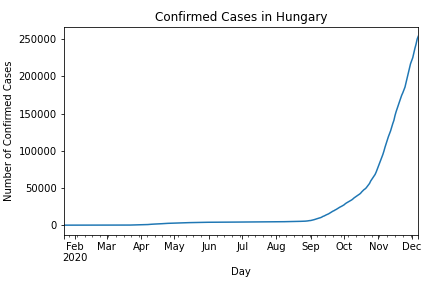 Confirmed Cases in Hungary
Number of Confirmed Cases
250000
200000
150000
100000
50000
0
Feb Mar Apr May Jun Jul Aug Sep Oct Nov Dec
2020
Day